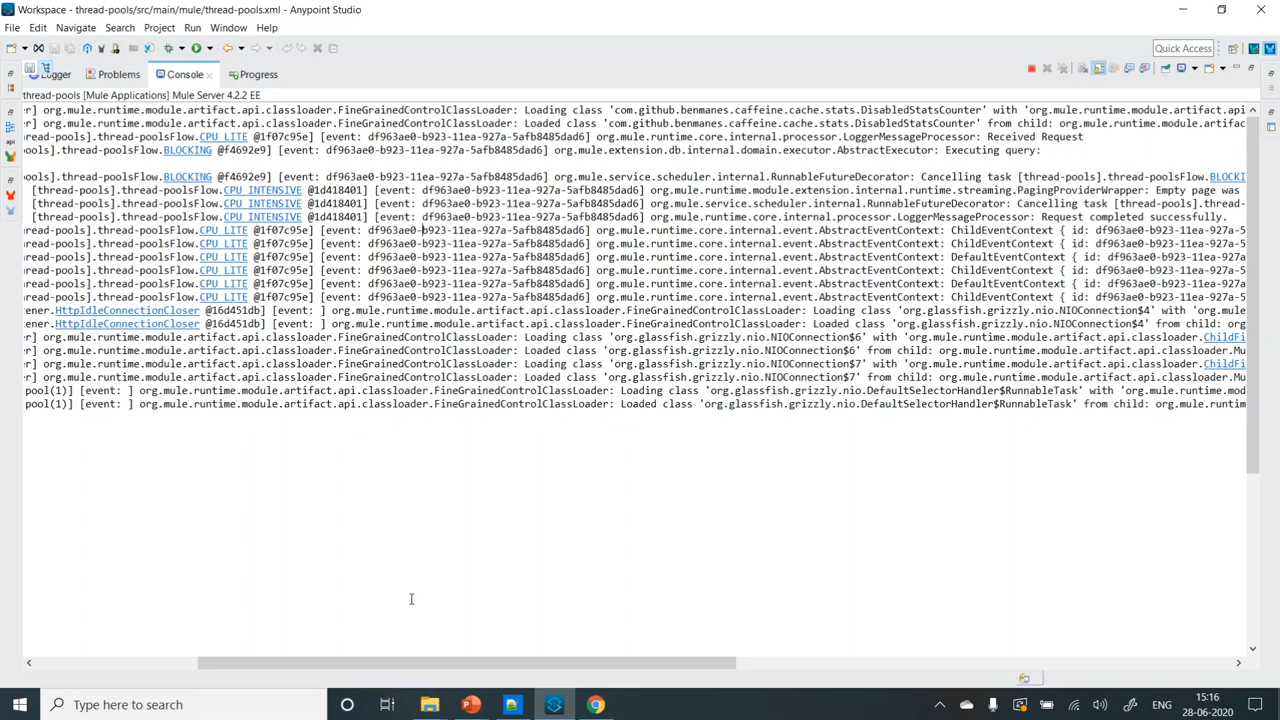 Workspace - thread-pools/src/main/mule/thread-pools.xml - Anypoint Studio
File Edit Navigate Search Project Run Window Help
Quick Access
Logger Problems Console Progress
thread-pools [Mule Applications] Mule Server 4.2.2 EE
r] org.mule.runtime.module.artifact.api.classloader.FineGrainedControlClassLoader: Loading class 'com.github.benmanes.caffeine.cache.stats.DisabledStatsCounter' with 'org.mule.runtime.module.artifact.api
r] org.mule.runtime.module.artifact.api.classloader.FineGrainedControlClassLoader: Loaded class 'com.github.benmanes.caffeine.cache.stats.DisabledStatsCounter' from child: org.mule.runtime.module.artifac
pools].thread-poolsFlow.CPU_LITE @1f07c95e] [event: df963ae0-b923-11ea-927a-5afb8485dad6] org.mule.runtime.core.internal.processor.LoggerMessageProcessor: Received Request
ools].thread-poolsFlow.BLOCKING @f4692e9] [event: df963ae0-b923-11ea-927a-5afb8485dad6] org.mule.extension.db.internal.domain.executor.AbstractExecutor: Executing query:
ools].thread-poolsFlow.BLOCKING @f4692e9] [event: df963ae0-b923-11ea-927a-5afb8485dad6] org.mule.service.scheduler.internal.RunnableFutureDecorator: Cancelling task [thread-pools].thread-poolsFlow.BLOCKI
[thread-pools].thread-poolsFlow.CPU_INTENSIVE @1d418401] [event: df963ae0-b923-11ea-927a-5afb8485dad6] org.mule.runtime.module.extension.internal.runtime.streaming.PagingProviderWrapper: Empty page was
[thread-pools].thread-poolsFlow.CPU_INTENSIVE @1d418401] [event: df963ae0-b923-11ea-927a-5afb8485dad6] org.mule.service.scheduler.internal.RunnableFutureDecorator: Cancelling task [thread-pools].thread-
[thread-pools].thread-poolsFlow.CPU_INTENSIVE @1d418401] [event: df963ae0-b923-11ea-927a-5afb8485dad6] org.mule.runtime.core.internal.processor.LoggerMessageProcessor: Request completed successfully.
pools].thread-poolsFlow.CPU_LITE @1f07c95e] [event: df963ae0-b923-11ea-927a-5afb8485dad6] org.mule.runtime.core.internal.event.AbstractEventContext: ChildEventContext { id: df963ae0-b923-11ea-927a-5
pools].thread-poolsFlow.CPU_LITE @1f07c95e] [event: df963ae0-b923-11ea-927a-5afb8485dad6] org.mule.runtime.core.internal.event.AbstractEventContext: ChildEventContext { id: df963ae0-b923-11ea-927a-5
pools].thread-poolsFlow.CPU_LITE @1f07c95e] [event: df963ae0-b923-11ea-927a-5afb8485dad6] org.mule.runtime.core.internal.event.AbstractEventContext: DefaultEventContext { id: df963ae0-b923-11ea-927a
pools].thread-poolsFlow.CPU_LITE @1f07c95e] [event: df963ae0-b923-11ea-927a-5afb8485dad6] org.mule.runtime.core.internal.event.AbstractEventContext: ChildEventContext { id: df963ae0-b923-11ea-927a-5
pools].thread-poolsFlow.CPU_LITE @1f07c95e] [event: df963ae0-b923-11ea-927a-5afb8485dad6] org.mule.runtime.core.internal.event.AbstractEventContext: DefaultEventContext { id: df963ae0-b923-11ea-927a
pools].thread-poolsFlow.CPU_LITE @1f07c95e] [event: df963ae0-b923-11ea-927a-5afb8485dad6] org.mule.runtime.core.internal.event.AbstractEventContext: ChildEventContext { id: df963ae0-b923-11ea-927a-5
tener.HttpIdleConnectionCloser @16d451db] [event: ] org.mule.runtime.module.artifact.api.classloader.FineGrainedControlClassLoader: Loading class 'org.glassfish.grizzly.nio.NIOConnection$4' with 'org.mule
tener.HttpIdleConnectionCloser @16d451db] [event: ] org.mule.runtime.module.artifact.api.classloader.FineGrainedControlClassLoader: Loaded class 'org.glassfish.grizzly.nio.NIOConnection$4' from child: org
r] org.mule.runtime.module.artifact.api.classloader.FineGrainedControlClassLoader: Loading class 'org.glassfish.grizzly.nio.NIOConnection$6' with 'org.mule.runtime.module.artifact.api.classloader.ChildFi
r] org.mule.runtime.module.artifact.api.classloader.FineGrainedControlClassLoader: Loaded class 'org.glassfish.grizzly.nio.NIOConnection$6' from child: org.mule.runtime.module.artifact.api.classloader.Mu
r] org.mule.runtime.module.artifact.api.classloader.FineGrainedControlClassLoader: Loading class 'org.glassfish.grizzly.nio.NIOConnection$7' with 'org.mule.runtime.module.artifact.api.classloader.ChildFi
r] org.mule.runtime.module.artifact.api.classloader.FineGrainedControlClassLoader: Loaded class 'org.glassfish.grizzly.nio.NIOConnection$7' from child: org.mule.runtime.module.artifact.api.classloader.Mu
pool(1)] [event: ] org.mule.runtime.module.artifact.api.classloader.FineGrainedControlClassLoader: Loading class 'org.glassfish.grizzly.nio.DefaultSelectorHandler$RunnableTask' with 'org.mule.runtime.mod
pool(1)] [event: ] org.mule.runtime.module.artifact.api.classloader.FineGrainedControlClassLoader: Loaded class 'org.glassfish.grizzly.nio.DefaultSelectorHandler$RunnableTask' from child: org.mule.runtim
Type here to search
ENG
15:16
28-06-2020